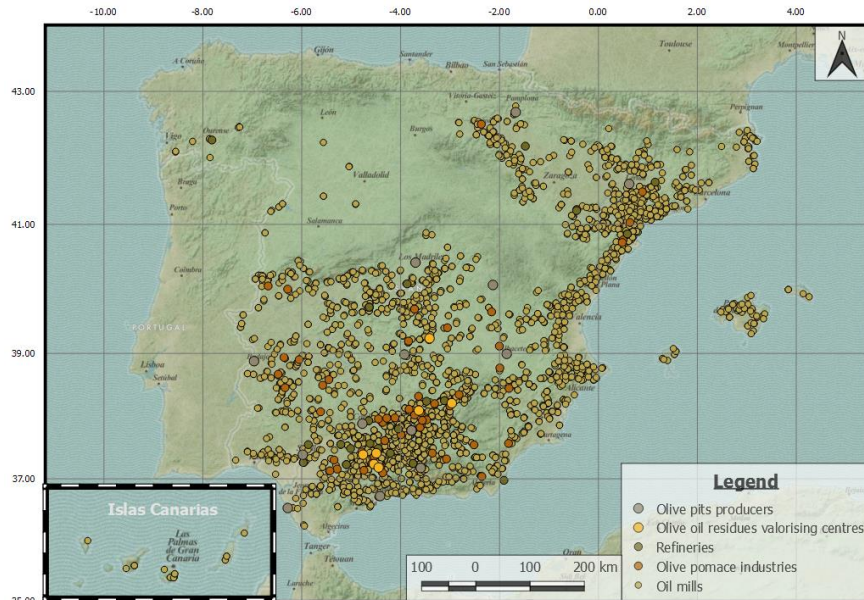 -10.00 -8.00 -6.00 -4.00 -2.00 0.00 2.00 4.00
N
Gijón
Santander
Toulouse
Montpellier
A Coruña
Bilbao
San Sebastián
43.00
Vitoria-Gasteiz
Pamplona
Perpignan
León
Burgos
Vigo
Ourense
Valladolid
Zaragoza
Braga
Barcelona
Porto
41.00
Salamanca
Coimbra
PORTUGAL
Valencia
39.00
Lisboa
Setúbal
Alicante
Cartagena
37.00
Algeciras
Tanger
Tetouan
Larache
Oran
Islas Canarias
Las
Palmas
de Gran
Canaria
Legend
Olive pits producers
Olive oil residues valorising centres
Refineries
Olive pomace industries
Oil mills
100 0 100 200 km
35.00